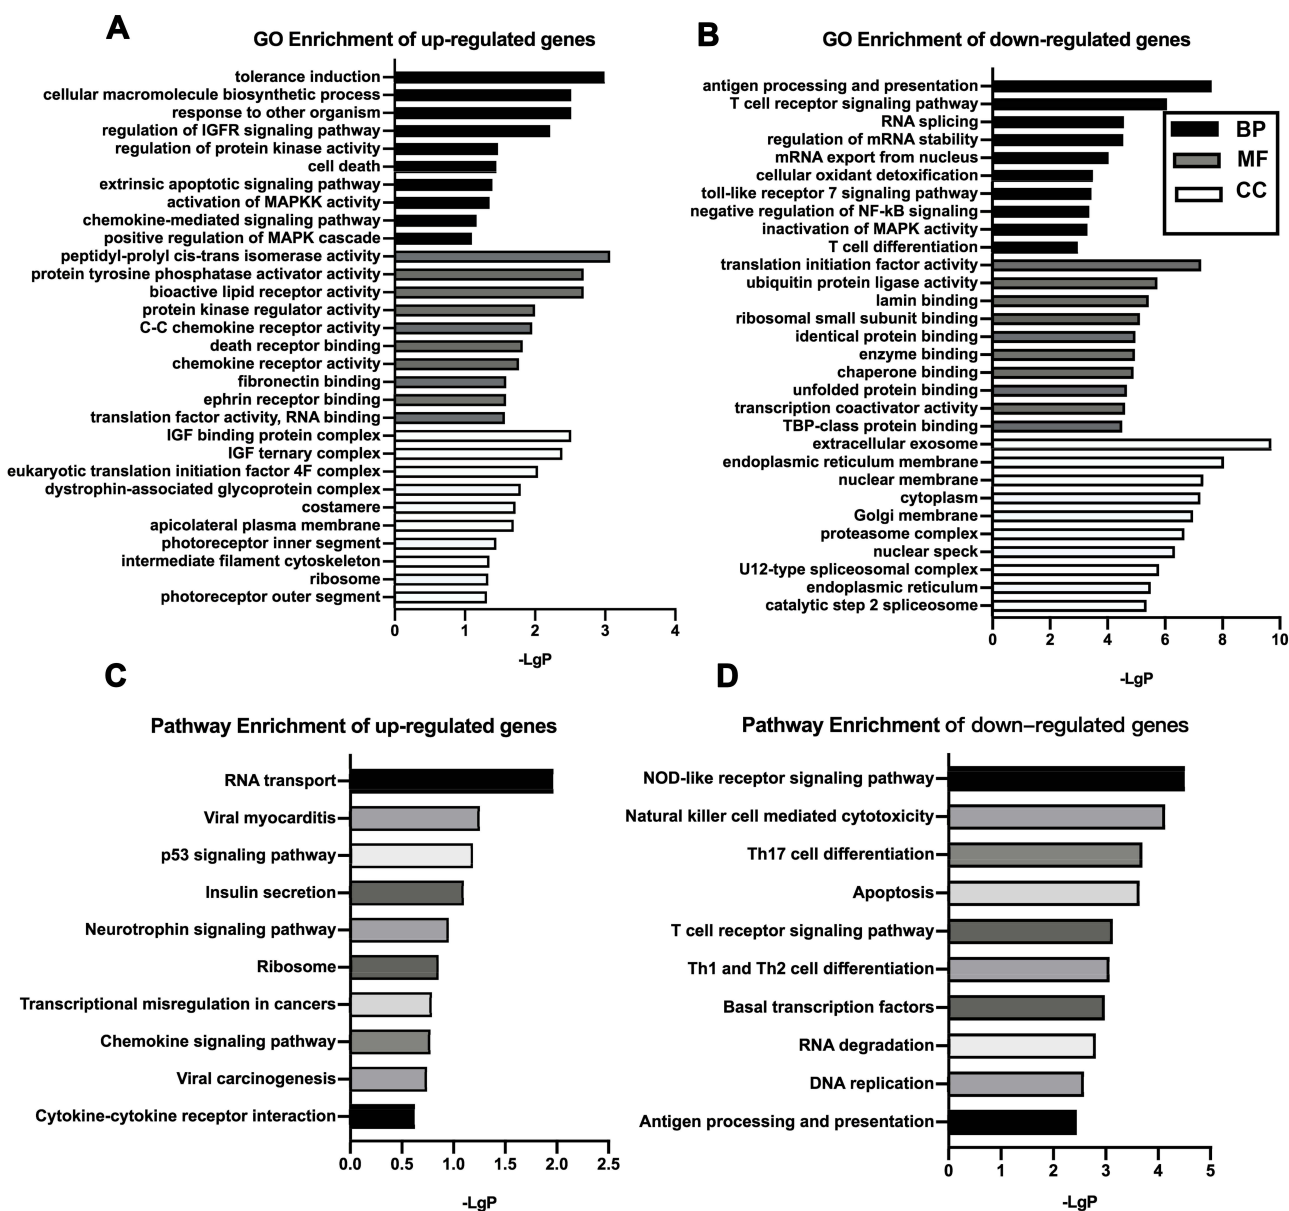 A
GO Enrichment of up-regulated genes
tolerance induction
cellular macromolecule biosynthetic process
response to other organism
regulation of IGFR signaling pathway
regulation of protein kinase activity
cell death
extrinsic apoptotic signaling pathway
activation of MAPKK activity
chemokine-mediated signaling pathway
positive regulation of MAPK cascade
peptidyl-prolyl cis-trans isomerase activity
protein tyrosine phosphatase activator activity
bioactive lipid receptor activity
protein kinase regulator activity
C-C chemokine receptor activity
death receptor binding
chemokine receptor activity
fibronectin binding
ephrin receptor binding
translation factor activity, RNA binding
IGF binding protein complex
IGF ternary complex
eukaryotic translation initiation factor 4F complex
dystrophin-associated glycoprotein complex
costamere
apicolateral plasma membrane
photoreceptor inner segment
intermediate filament cytoskeleton
ribosome
photoreceptor outer segment
0 1 2 3 4
-LgP
B
GO Enrichment of down-regulated genes
antigen processing and presentation
T cell receptor signaling pathway
RNA splicing
regulation of mRNA stability
mRNA export from nucleus
cellular oxidant detoxification
toll-like receptor 7 signaling pathway
negative regulation of NF-kB signaling
inactivation of MAPK activity
T cell differentiation
translation initiation factor activity
ubiquitin protein ligase activity
lamin binding
ribosomal small subunit binding
identical protein binding
enzyme binding
chaperone binding
unfolded protein binding
transcription coactivator activity
TBP-class protein binding
extracellular exosome
endoplasmic reticulum membrane
nuclear membrane
cytoplasm
Golgi membrane
proteasome complex
nuclear speck
U12-type spliceosomal complex
endoplasmic reticulum
catalytic step 2 spliceosome
0 2 4 6 8 10
-LgP
BP
MF
CC
C
Pathway Enrichment of up-regulated genes
RNA transport
Viral myocarditis
p53 signaling pathway
Insulin secretion
Neurotrophin signaling pathway
Ribosome
Transcriptional misregulation in cancers
Chemokine signaling pathway
Viral carcinogenesis
Cytokine-cytokine receptor interaction
0.0 0.5 1.0 1.5 2.0 2.5
-LgP
D
Pathway Enrichment of down–regulated genes
NOD-like receptor signaling pathway
Natural killer cell mediated cytotoxicity
Th17 cell differentiation
Apoptosis
T cell receptor signaling pathway
Th1 and Th2 cell differentiation
Basal transcription factors
RNA degradation
DNA replication
Antigen processing and presentation
0 1 2 3 4 5
-LgP